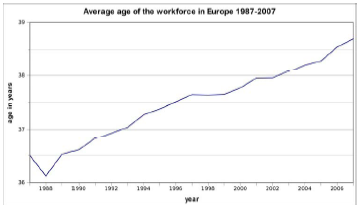 Average age of the workforce in Europe 1987-2007
39
38
37
36
age in years
1988 1990 1992 1994 1996 1998 2000 2002 2004 2006
year